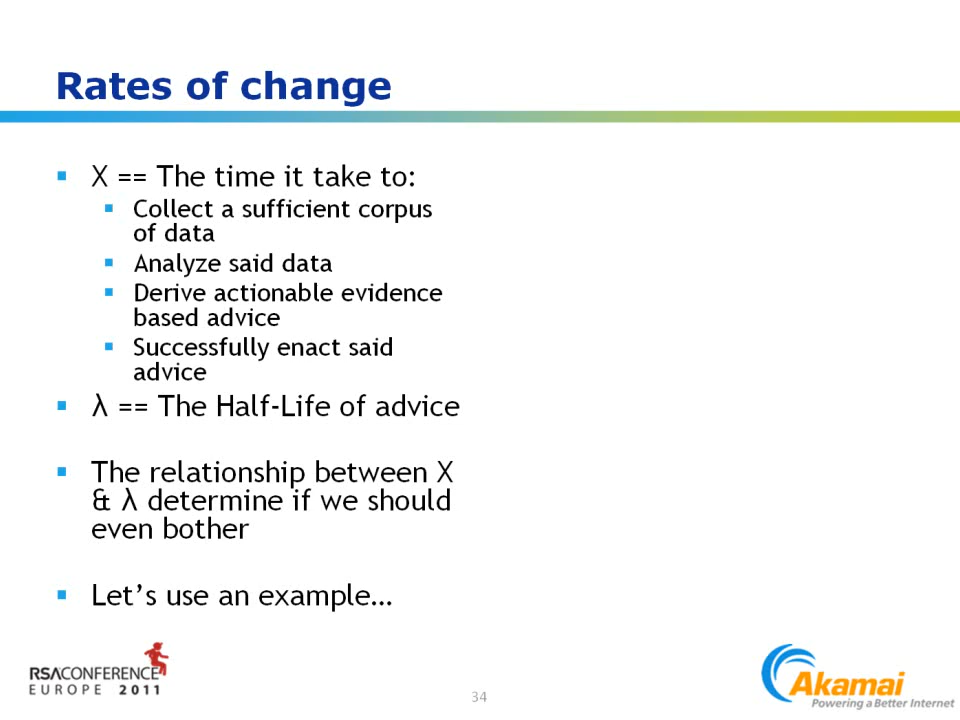 Rates of change
X == The time it take to:
Collect a sufficient corpus
of data
Analyze said data
Derive actionable evidence
based advice
Successfully enact said
advice
λ == The Half-Life of advice
The relationship between X
& λ determine if we should
even bother
Let’s use an example…
RSACONFERENCE
EUROPE 2011
34
Akamai
Powering a Better Internet